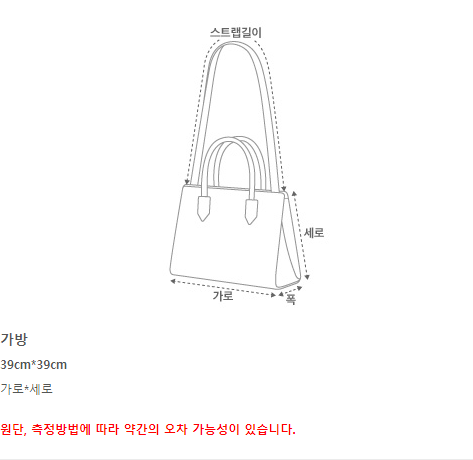 스트랩길이
세로
가로
폭
가방
39cm*39cm
가로*세로
원단, 측정방법에 따라 약간의 오차 가능성이 있습니다.